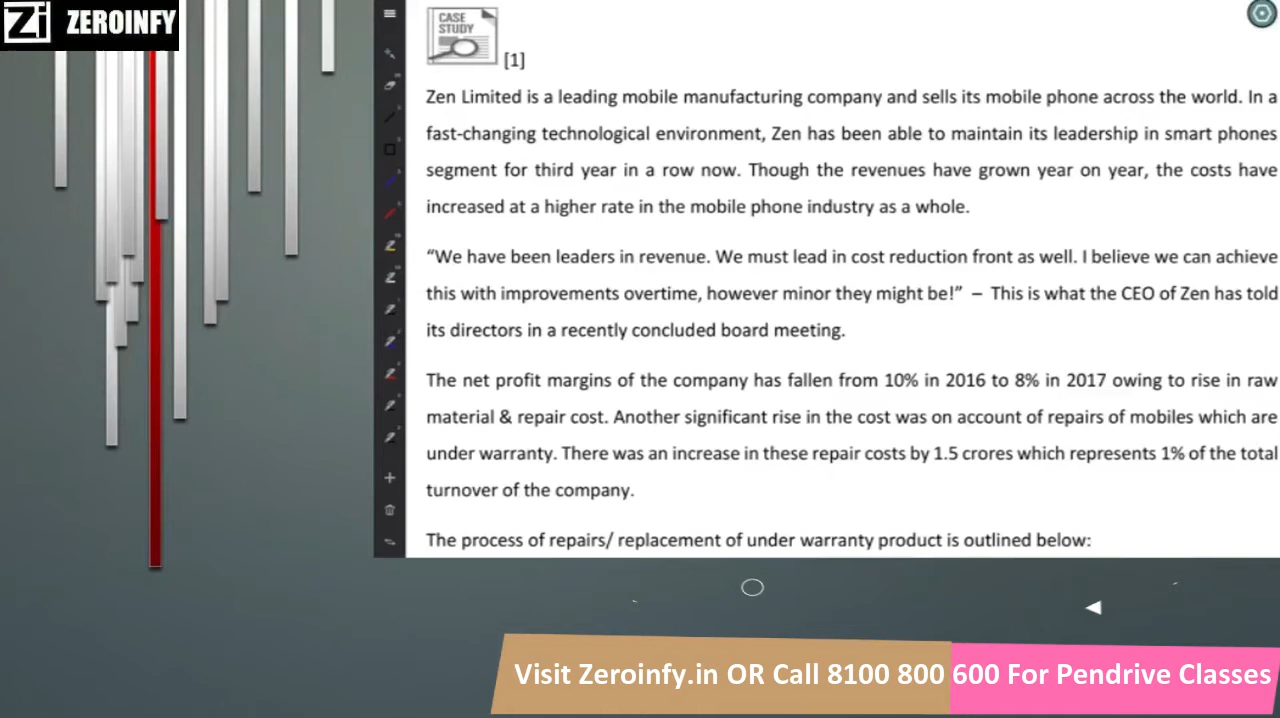 Zi ZEROINFY
CASE
STUDY
[1]
Zen Limited is a leading mobile manufacturing company and sells its mobile phone across the world. In a
fast-changing technological environment, Zen has been able to maintain its leadership in smart phones
segment for third year in a row now. Though the revenues have grown year on year, the costs have
increased at a higher rate in the mobile phone industry as a whole.
“We have been leaders in revenue. We must lead in cost reduction front as well. I believe we can achieve
this with improvements overtime, however minor they might be!” – This is what the CEO of Zen has told
its directors in a recently concluded board meeting.
The net profit margins of the company has fallen from 10% in 2016 to 8% in 2017 owing to rise in raw
material & repair cost. Another significant rise in the cost was on account of repairs of mobiles which are
under warranty. There was an increase in these repair costs by 1.5 crores which represents 1% of the total
turnover of the company.
The process of repairs/ replacement of under warranty product is outlined below:
Visit Zeroinfy.in OR Call 8100 800 600 For Pendrive Classes